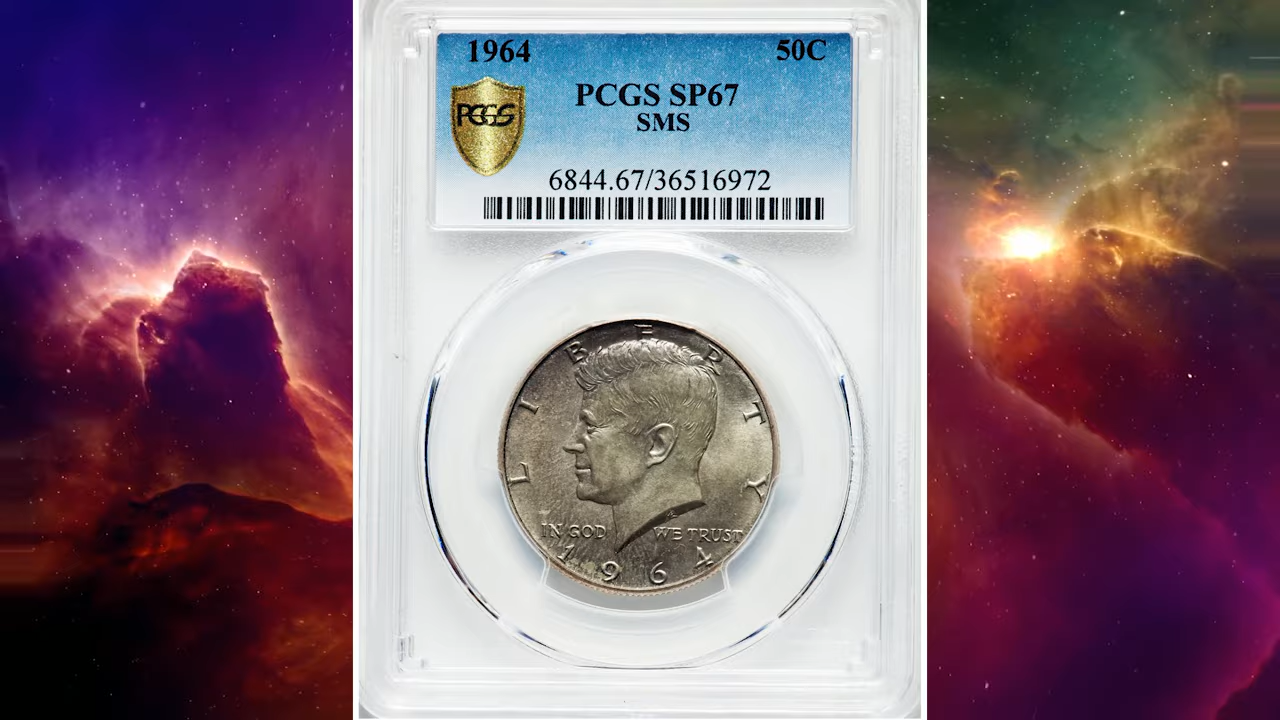 1964 50C
PCGS
PCGS SP67
SMS
6844.67/36516972
LIBERTY
IN GOD WE TRUST
1964